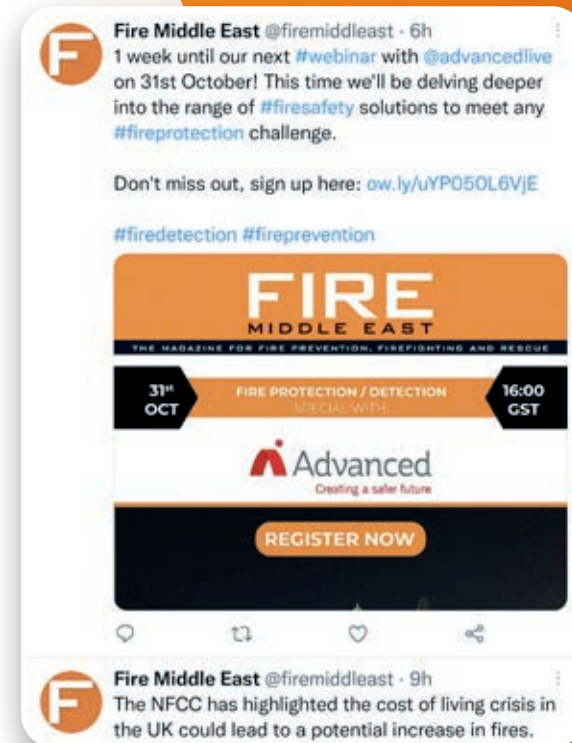 Fire Middle East @firemiddleast · 6h
1 week until our next #webinar with @advancedlive
on 31st October! This time we'll be delving deeper
into the range of #firesafety solutions to meet any
#fireprotection challenge.
Don't miss out, sign up here: ow.ly/uYP050L6VjE
#firedetection #fireprevention
FIRE
MIDDLE EAST
THE MAGAZINE FOR FIRE PREVENTION, FIREFIGHTING AND RESCUE
31st
OCT
FIRE PROTECTION / DETECTION
SPECIAL WITH:
16:00
GST
Advanced
Creating a safer future
REGISTER NOW
Fire Middle East @firemiddleast · 9h
The NFCC has highlighted the cost of living crisis in
the UK could lead to a potential increase in fires.